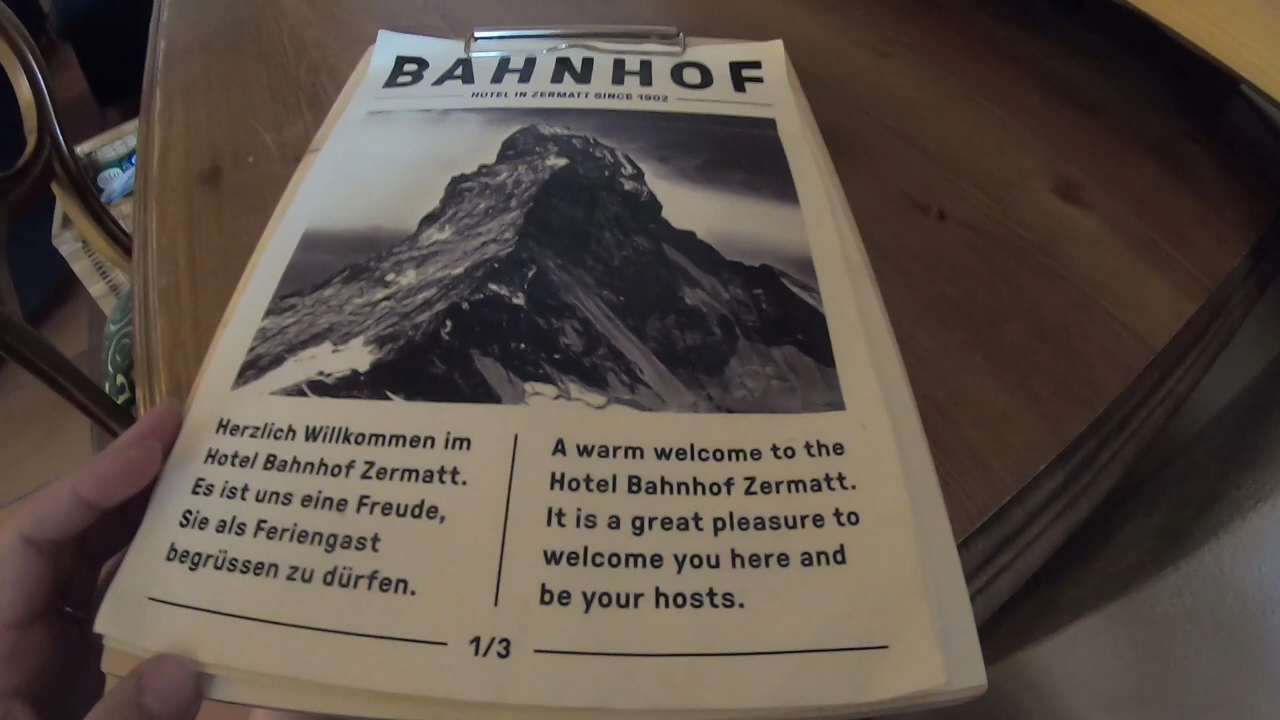 BAHNHOF
HOTEL IN ZERMATT SINCE 1902
Herzlich Willkommen im
Hotel Bahnhof Zermatt.
Es ist uns eine Freude,
Sie als Feriengast
begrüssen zu dürfen.
A warm welcome to the
Hotel Bahnhof Zermatt.
It is a great pleasure to
welcome you here and
be your hosts.
1/3